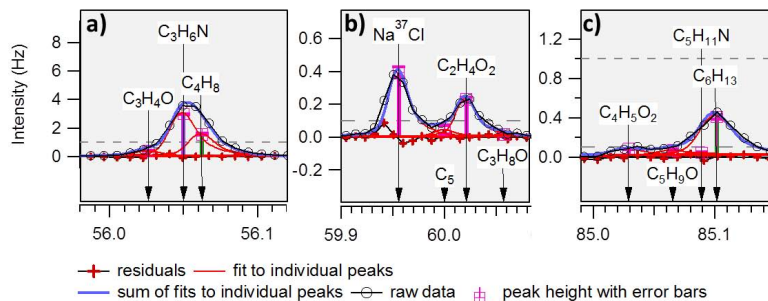 a)
C₃H₆N
C₃H₄O
C₄H₈
Intensity (Hz)
8
6
4
2
0
56.0
56.1
b)
Na³⁷Cl
C₂H₄O₂
0.6
0.4
0.2
0.0
-0.2
C₅
C₃H₈O
59.9
60.0
c)
C₅H₁₁N
C₆H₁₃
C₄H₅O₂
1.2
0.8
0.4
0.0
C₅H₉O
85.0
85.1
residuals
fit to individual peaks
sum of fits to individual peaks
raw data
peak height with error bars